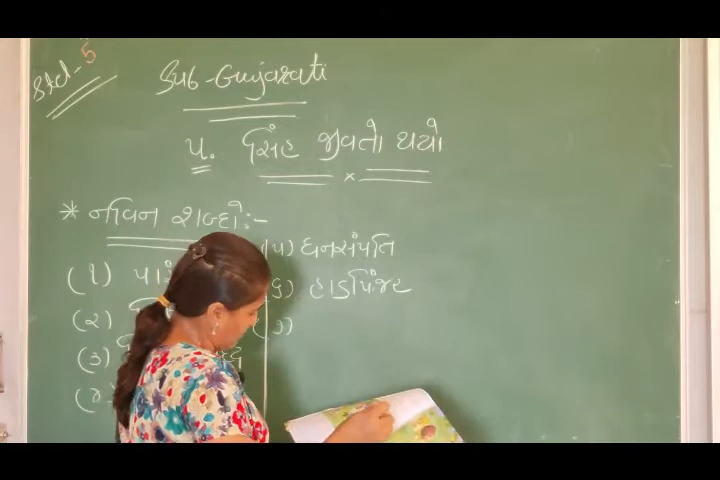 Std-5
Sub-Gujarati
૫. સિંહ જીવતો થયો
* નવિન શબ્દો :-
(૧)
(૨)
(૩)
(૪)
(૫) ધનસંપતિ
(૬) હાડપિંજર
(૭)